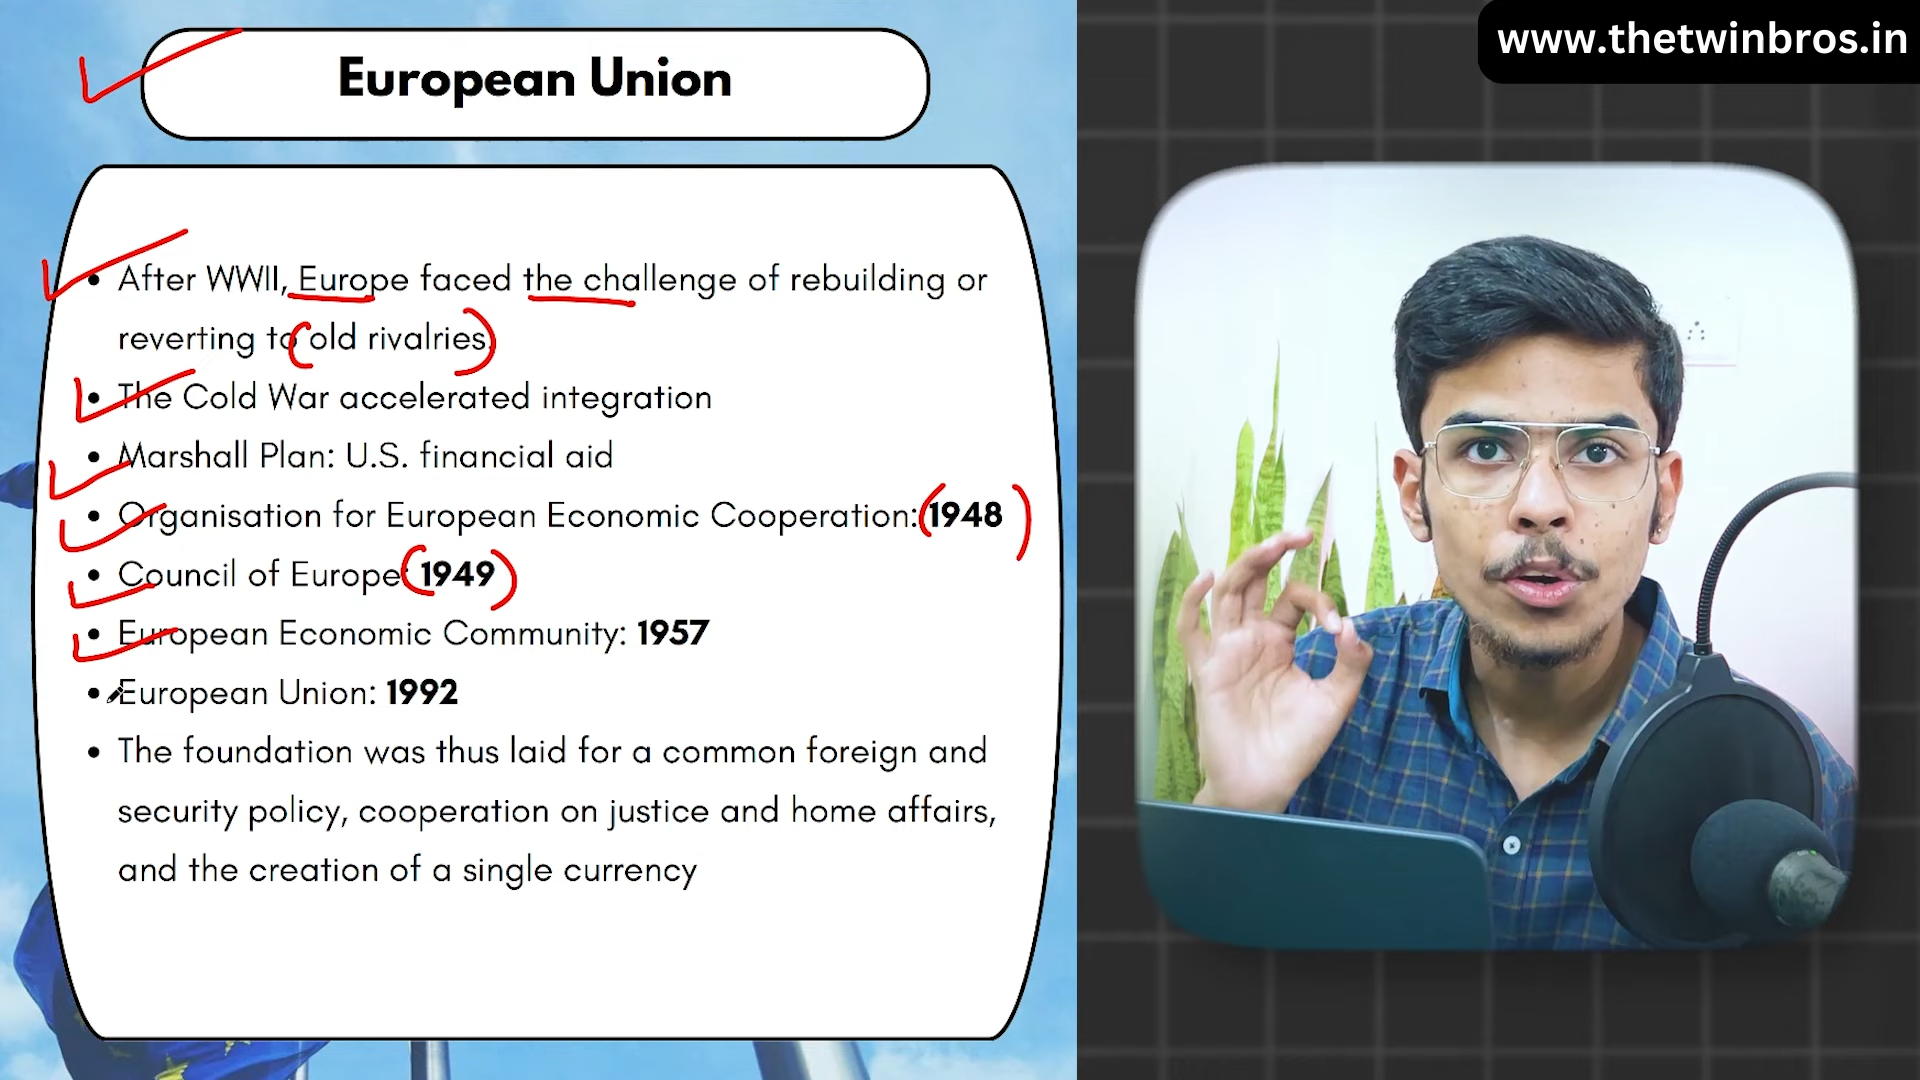 www.thetwinbros.in
European Union
• After WWII, Europe faced the challenge of rebuilding or
reverting to old rivalries.
• The Cold War accelerated integration
• Marshall Plan: U.S. financial aid
• Organisation for European Economic Cooperation: 1948
• Council of Europe: 1949
• European Economic Community: 1957
• European Union: 1992
• The foundation was thus laid for a common foreign and
security policy, cooperation on justice and home affairs,
and the creation of a single currency